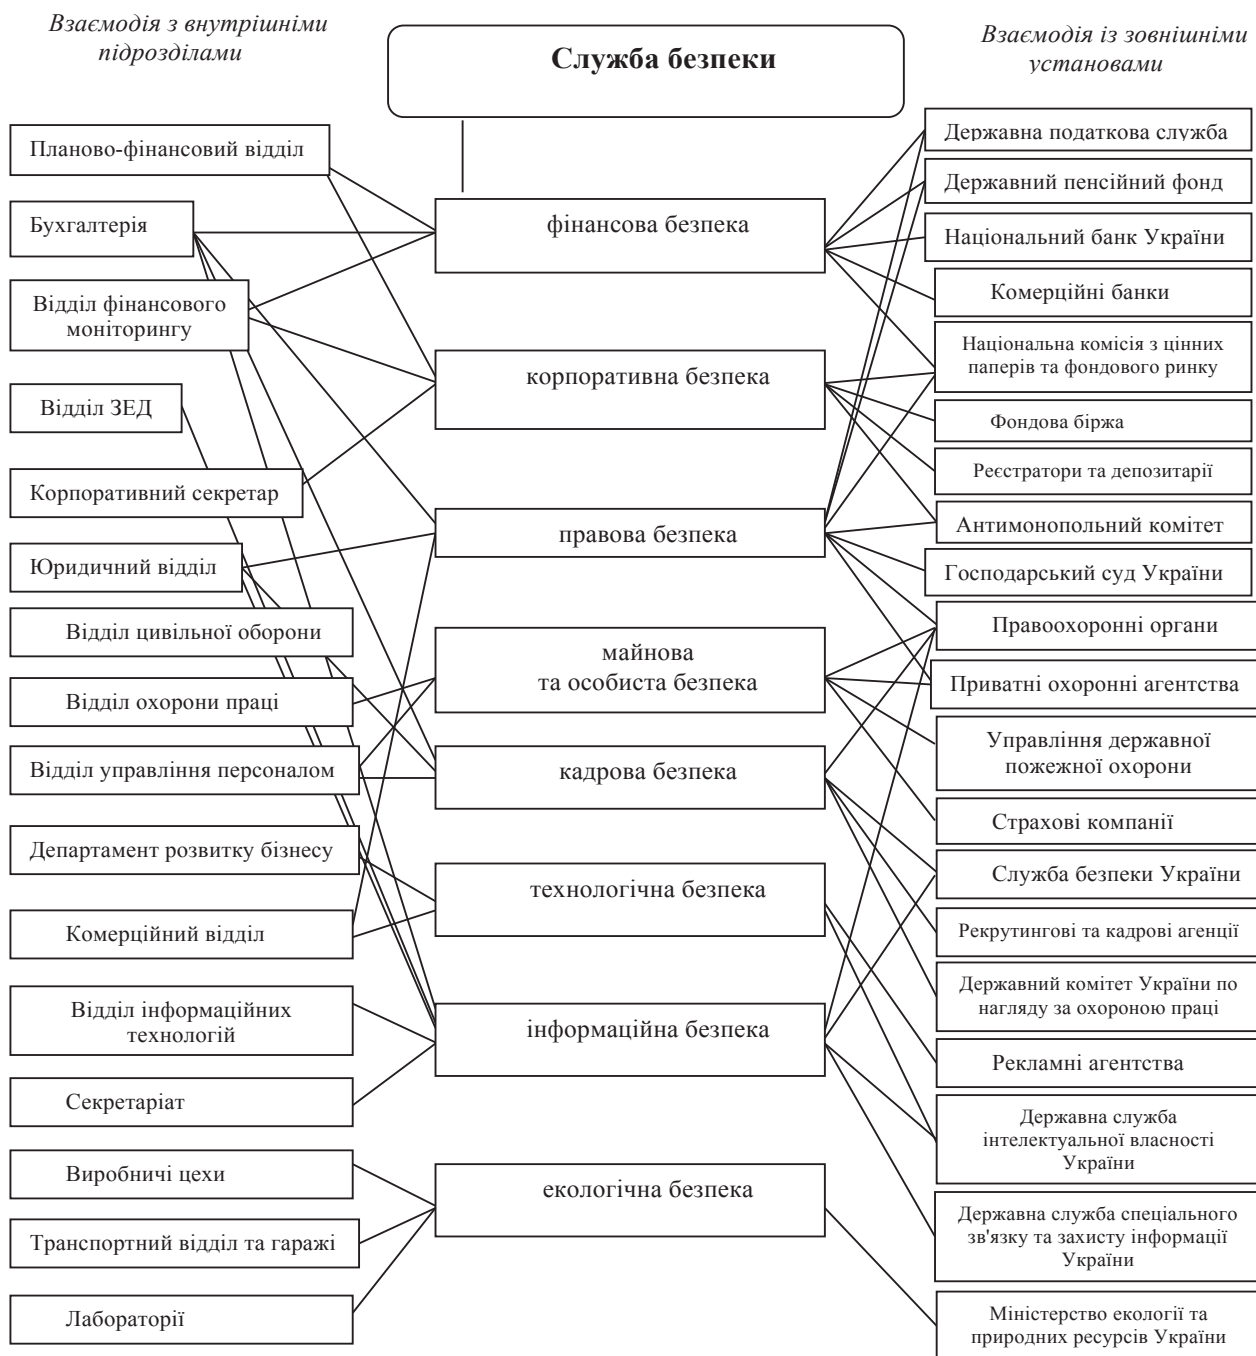 Взаємодія з внутрішніми
підрозділами
Служба безпеки
Взаємодія із зовнішніми
установами
Планово-фінансовий відділ
Бухгалтерія
Відділ фінансового
моніторингу
Відділ ЗЕД
Корпоративний секретар
Юридичний відділ
Відділ цивільної оборони
Відділ охорони праці
Відділ управління персоналом
Департамент розвитку бізнесу
Комерційний відділ
Відділ інформаційних
технологій
Секретаріат
Виробничі цехи
Транспортний відділ та гаражі
Лабораторії
фінансова безпека
корпоративна безпека
правова безпека
майнова
та особиста безпека
кадрова безпека
технологічна безпека
інформаційна безпека
екологічна безпека
Державна податкова служба
Державний пенсійний фонд
Національний банк України
Комерційні банки
Національна комісія з цінних
паперів та фондового ринку
Фондова біржа
Реєстратори та депозитарії
Антимонопольний комітет
Господарський суд України
Правоохоронні органи
Приватні охоронні агентства
Управління державної
пожежної охорони
Страхові компанії
Служба безпеки України
Рекрутингові та кадрові агенції
Державний комітет України по
нагляду за охороною праці
Рекламні агентства
Державна служба
інтелектуальної власності
України
Державна служба спеціального
зв'язку та захисту інформації
України
Міністерство екології та
природних ресурсів України